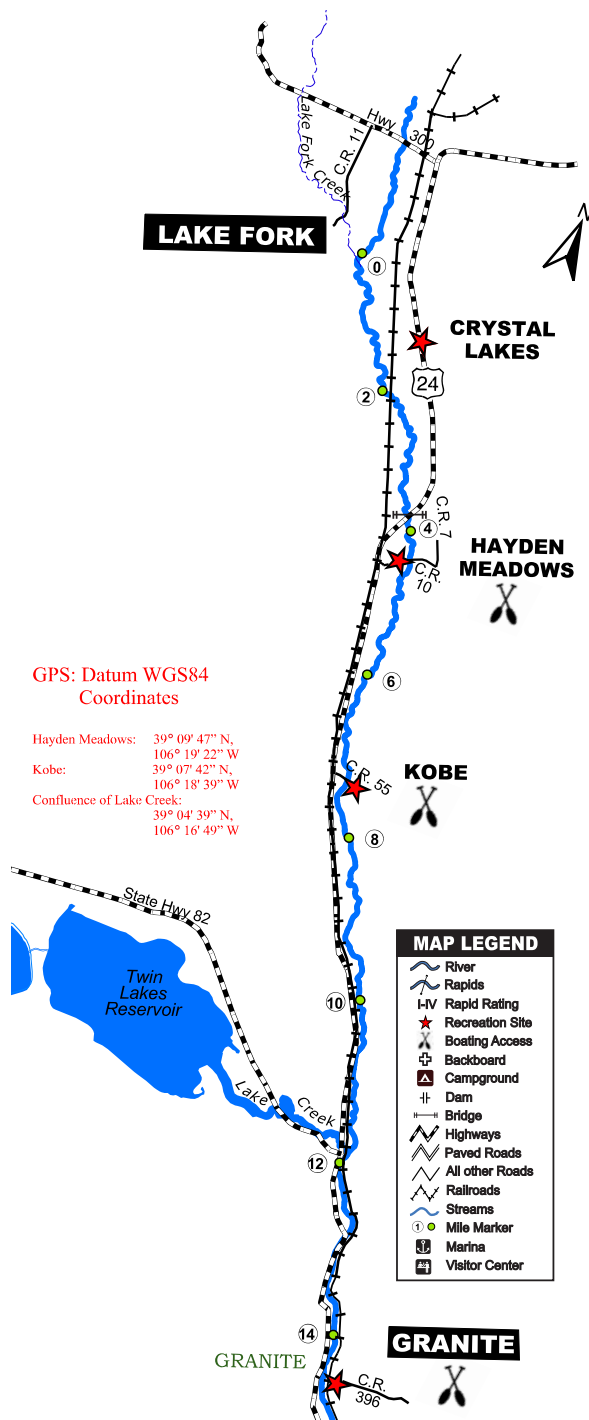 Hwy
300
Lake Fork Creek
C.R. 11
LAKE FORK
N
0
CRYSTAL
LAKES
24
2
C.R. 7
4
HAYDEN
MEADOWS
C.R.
10
GPS: Datum WGS84
Coordinates
6
Hayden Meadows: 39° 09' 47” N,
106° 19' 22” W
Kobe: 39° 07' 42” N,
106° 18' 39” W
Confluence of Lake Creek:
39° 04' 39” N,
106° 16' 49” W
C.R. 55
KOBE
8
State Hwy 82
Twin
Lakes
Reservoir
10
Lake Creek
12
MAP LEGEND
River
Rapids
I-IV Rapid Rating
Recreation Site
Boating Access
Backboard
Campground
Dam
Bridge
Highways
Paved Roads
All other Roads
Railroads
Streams
1 Mile Marker
Marina
Visitor Center
14
GRANITE
GRANITE
C.R.
396